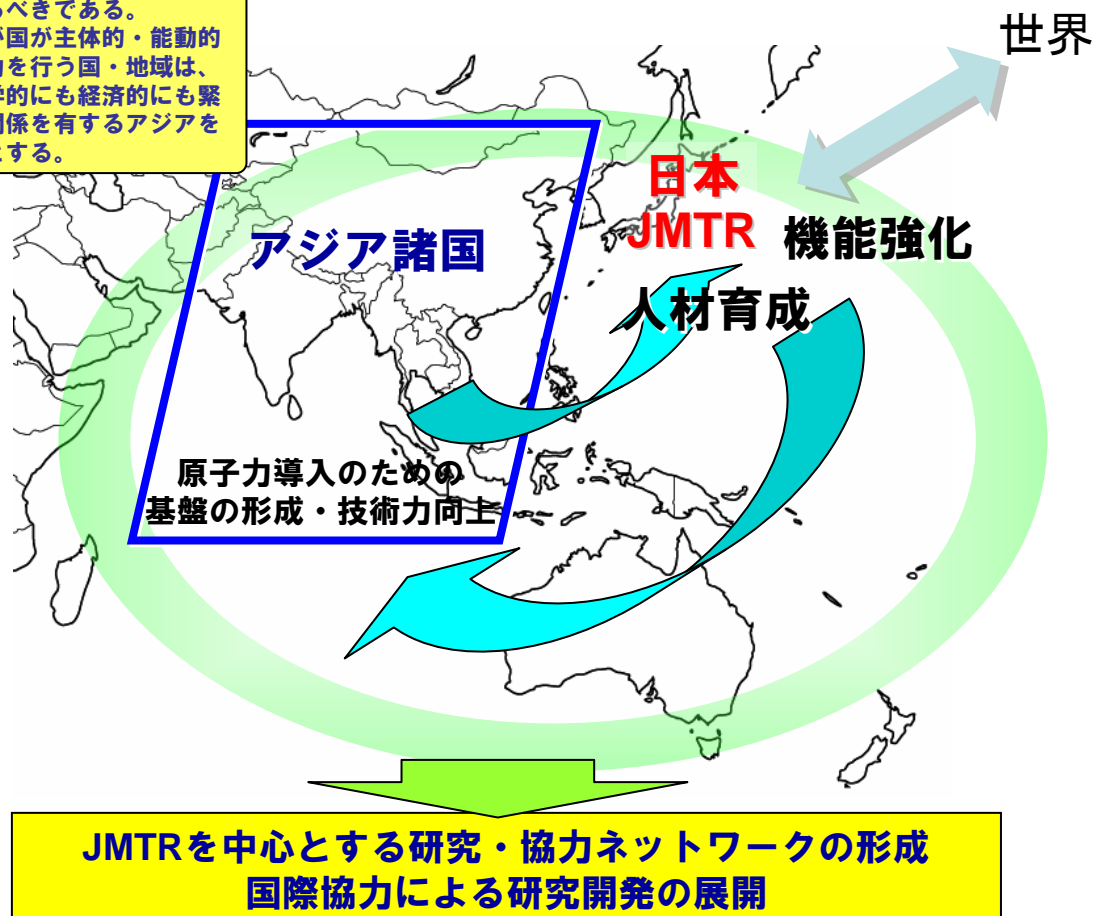 べきである。
国が主体的・能動的
を行う国・地域は、
的にも経済的にも緊
関係を有するアジアを
する。
世界
日本
JMTR
機能強化
アジア諸国
人材育成
原子力導入のための
基盤の形成・技術力向上
JMTRを中心とする研究・協力ネットワークの形成
国際協力による研究開発の展開